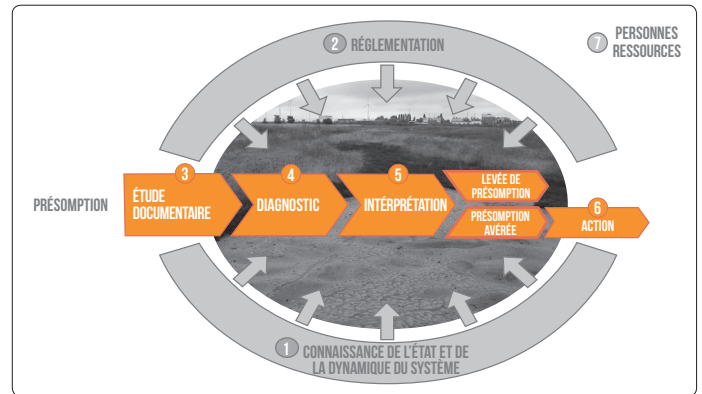 2 RÉGLEMENTATION
7 PERSONNES
RESSOURCES
PRÉSOMPTION
3
ÉTUDE
DOCUMENTAIRE
4
DIAGNOSTIC
5
INTÉRPRÉTATION
LEVÉE DE
PRÉSOMPTION
PRÉSOMPTION
AVÉRÉE
6
ACTION
1 CONNAISSANCE DE L'ÉTAT ET DE
LA DYNAMIQUE DU SYSTÈME